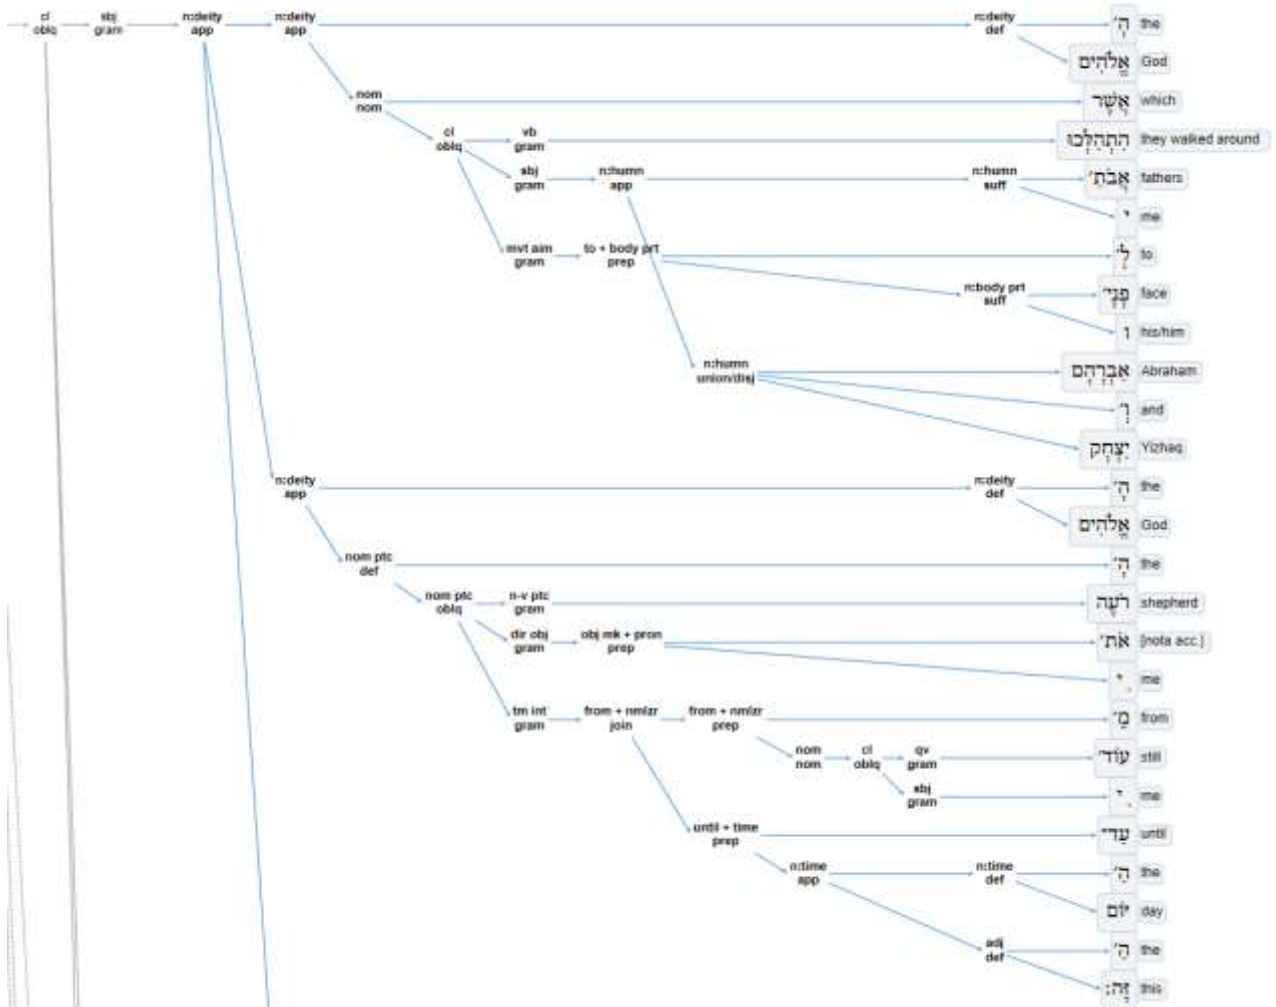 cl oblq sbj gram n:deity app n:deity app n:deity def הָ׳ the
אֱלֹהִים God
nom nom אֲשֶׁר which
cl oblq vb gram הִתְהַלְּכוּ they walked around
sbj gram n:humn app n:humn suff אֲבֹתַ׳ fathers
י me
mvt aim gram to + body prt prep לְ׳ to
n:body prt suff פָנָי׳ face
ו his/him
n:humn union/disj אַבְרָהָם Abraham
וְ׳ and
יִצְחָק Yizhaq
n:deity app n:deity def הָ׳ the
אֱלֹהִים God
nom ptc def הָ׳ the
nom ptc oblq n-v ptc gram רֹעֶה shepherd
dir obj gram obj mk + pron prep אֹת׳ [nota acc.]
ִי me
tm int gram from + nmlzr join from + nmlzr prep מֵ׳ from
nom nom cl oblq qv gram עוֹד׳ still
sbj gram ִי me
until + time prep עַד־ until
n:time app n:time def הַ׳ the
יּוֹם day
adj def הַ׳ the
זֶּה׃ this